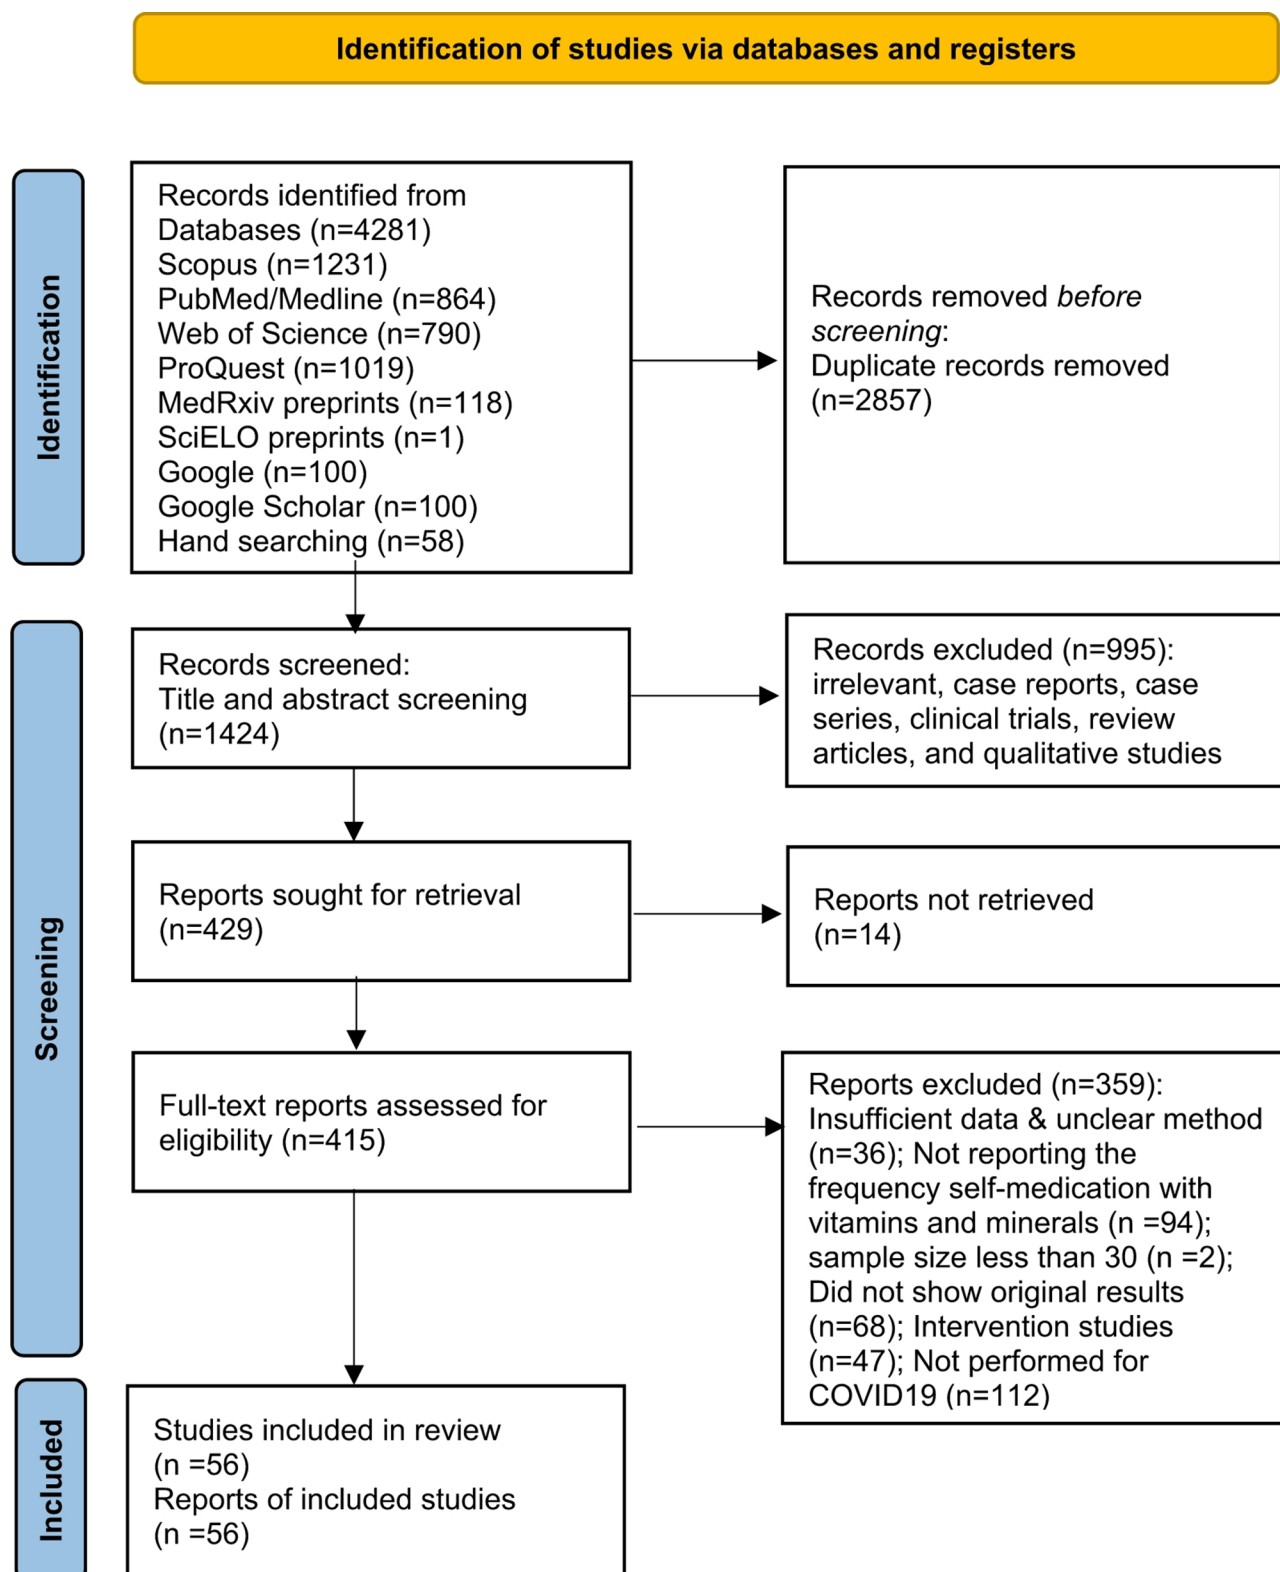 Identification of studies via databases and registers
Identification
Records identified from
Databases (n=4281)
Scopus (n=1231)
PubMed/Medline (n=864)
Web of Science (n=790)
ProQuest (n=1019)
MedRxiv preprints (n=118)
SciELO preprints (n=1)
Google (n=100)
Google Scholar (n=100)
Hand searching (n=58)
Records removed before
screening:
Duplicate records removed
(n=2857)
Screening
Records screened:
Title and abstract screening
(n=1424)
Records excluded (n=995):
irrelevant, case reports, case
series, clinical trials, review
articles, and qualitative studies
Reports sought for retrieval
(n=429)
Reports not retrieved
(n=14)
Full-text reports assessed for
eligibility (n=415)
Reports excluded (n=359):
Insufficient data & unclear method
(n=36); Not reporting the
frequency self-medication with
vitamins and minerals (n =94);
sample size less than 30 (n =2);
Did not show original results
(n=68); Intervention studies
(n=47); Not performed for
COVID19 (n=112)
Included
Studies included in review
(n =56)
Reports of included studies
(n =56)